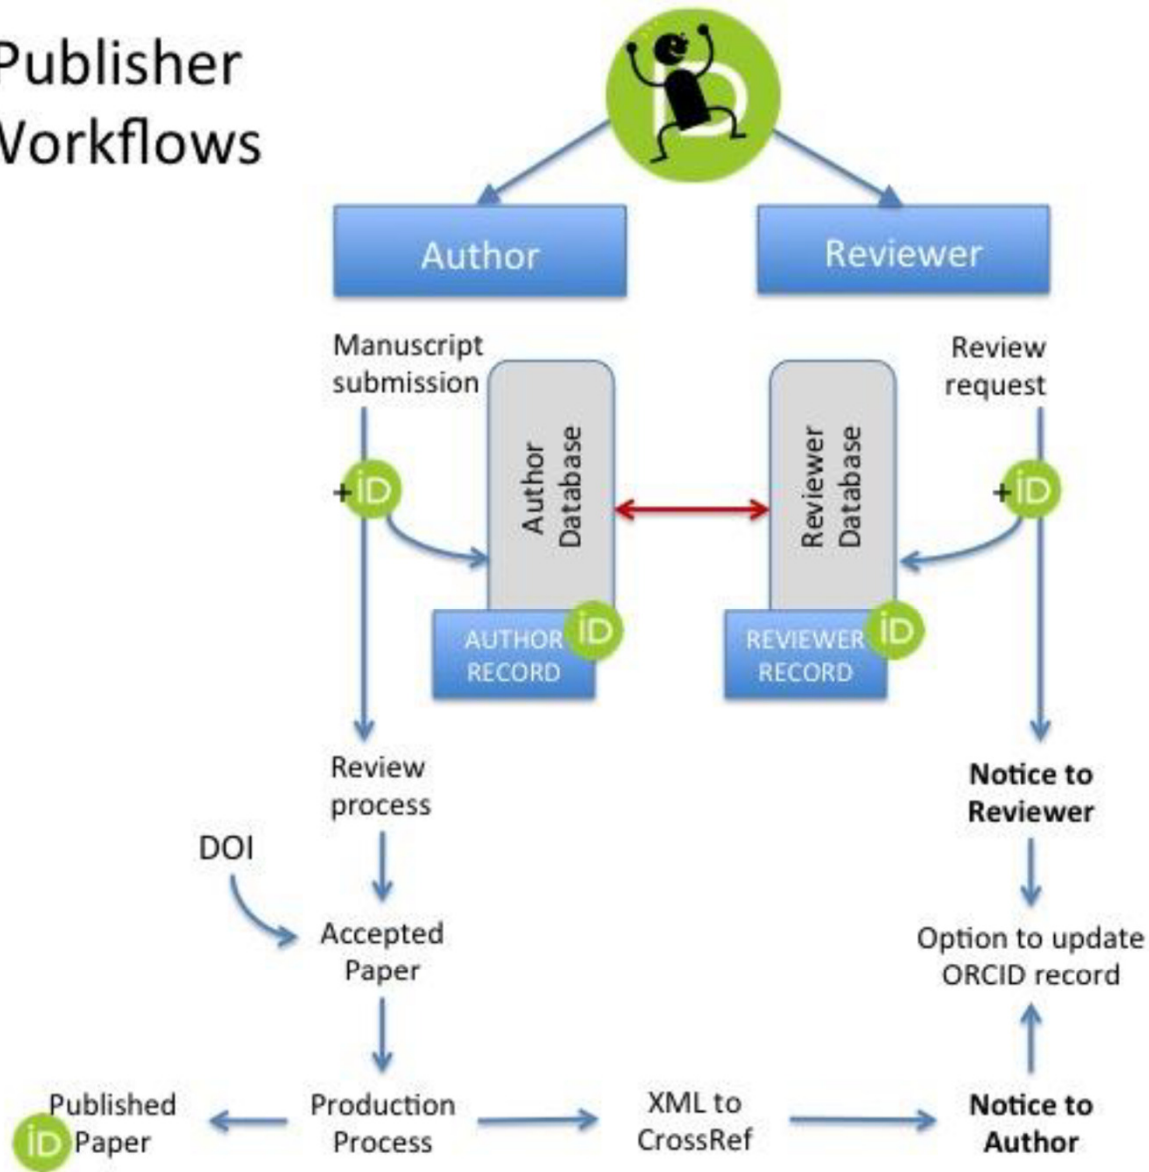 Publisher
Workflows
iD
Author
Reviewer
Manuscript
submission
Review
request
Author
Database
Reviewer
Database
+iD
+iD
AUTHOR
RECORD
iD
REVIEWER
RECORD
iD
Review
process
Notice to
Reviewer
DOI
Accepted
Paper
Option to update
ORCID record
Published
iD Paper
Production
Process
XML to
CrossRef
Notice to
Author